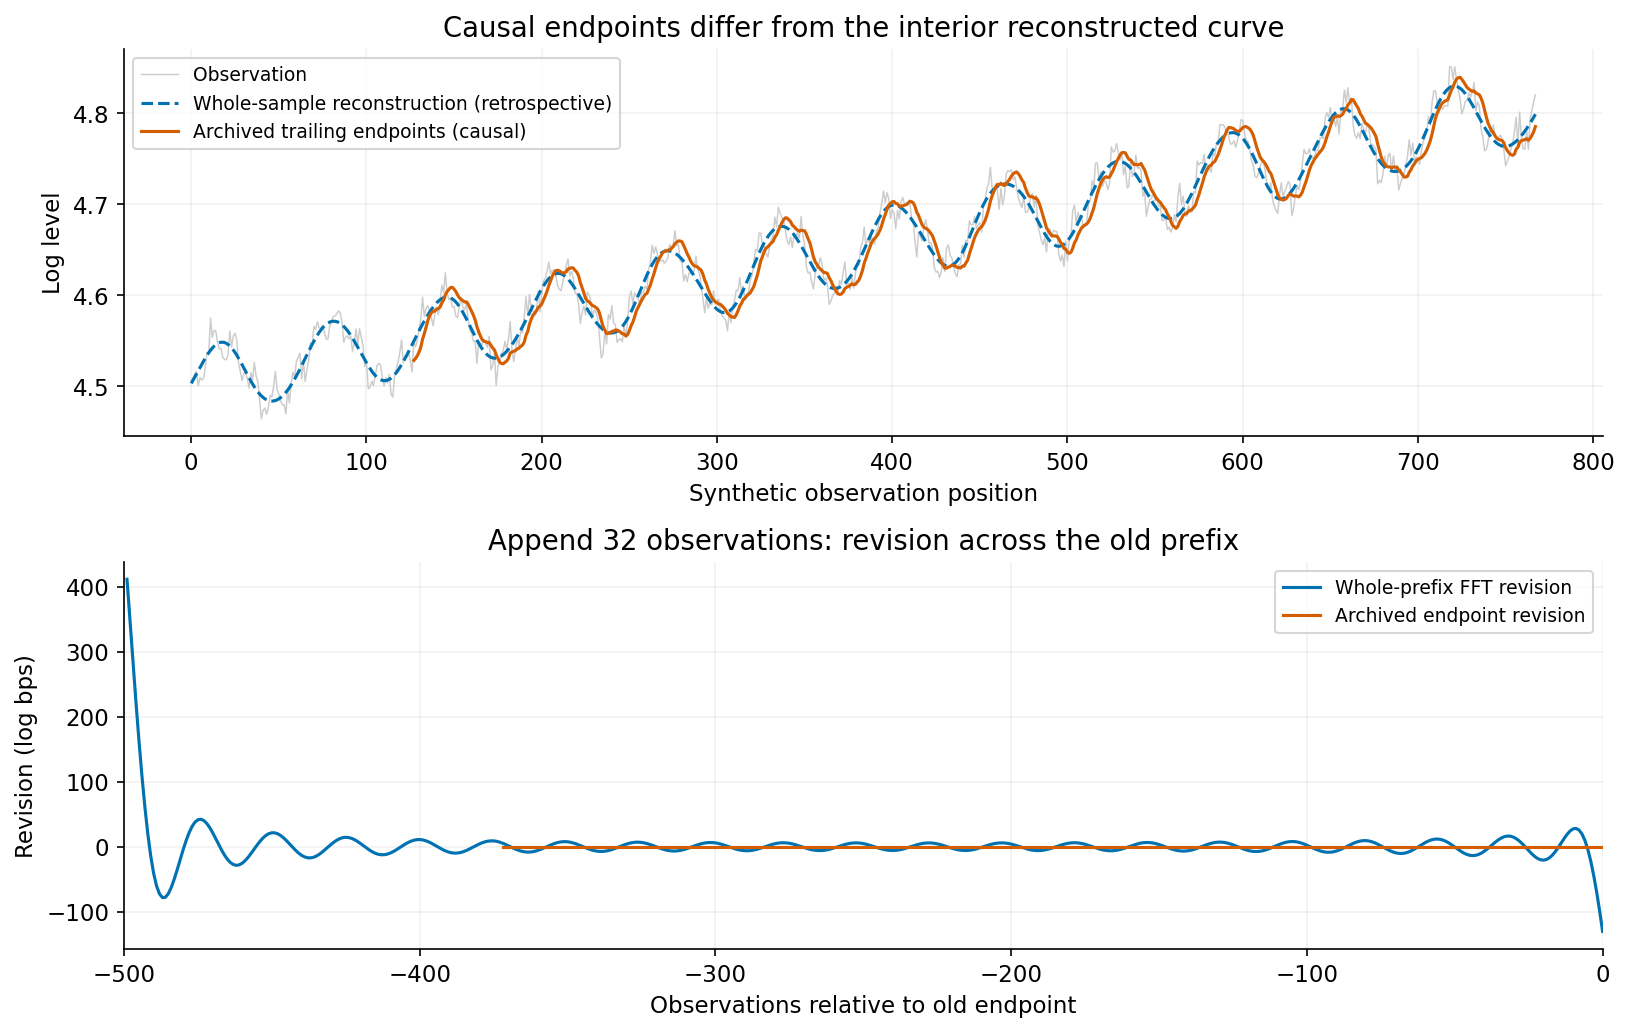 Causal endpoints differ from the interior reconstructed curve
Observation
Whole-sample reconstruction (retrospective)
Archived trailing endpoints (causal)
Log level
4.8
4.7
4.6
4.5
0 100 200 300 400 500 600 700 800
Synthetic observation position
Append 32 observations: revision across the old prefix
Whole-prefix FFT revision
Archived endpoint revision
Revision (log bps)
400
300
200
100
0
−100
−500 −400 −300 −200 −100 0
Observations relative to old endpoint